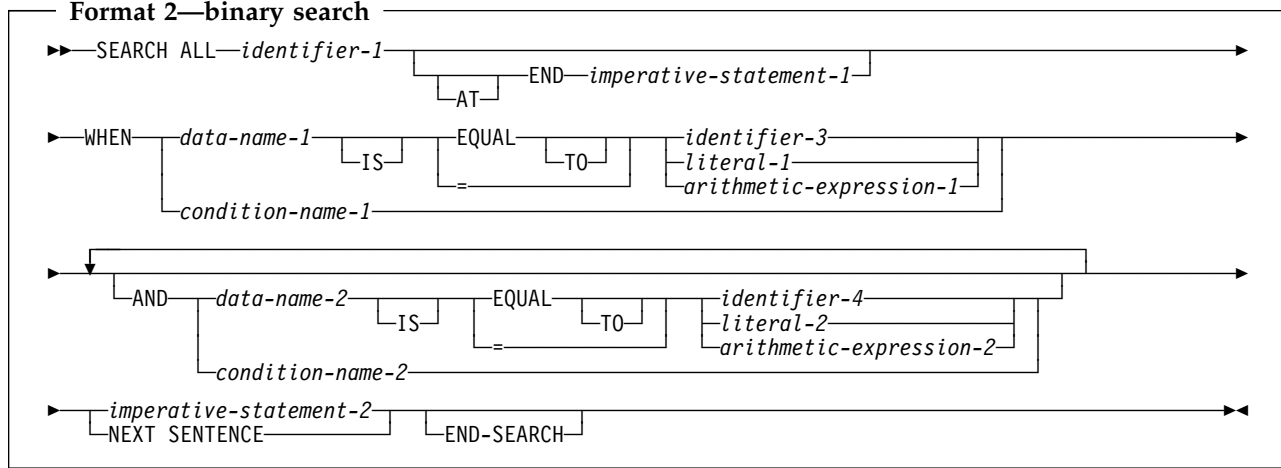 Format 2—binary search
SEARCH ALL identifier-1
END imperative-statement-1
AT
WHEN data-name-1 EQUAL identifier-3
IS TO literal-1
= arithmetic-expression-1
condition-name-1
AND data-name-2 EQUAL identifier-4
IS TO literal-2
= arithmetic-expression-2
condition-name-2
imperative-statement-2
NEXT SENTENCE END-SEARCH